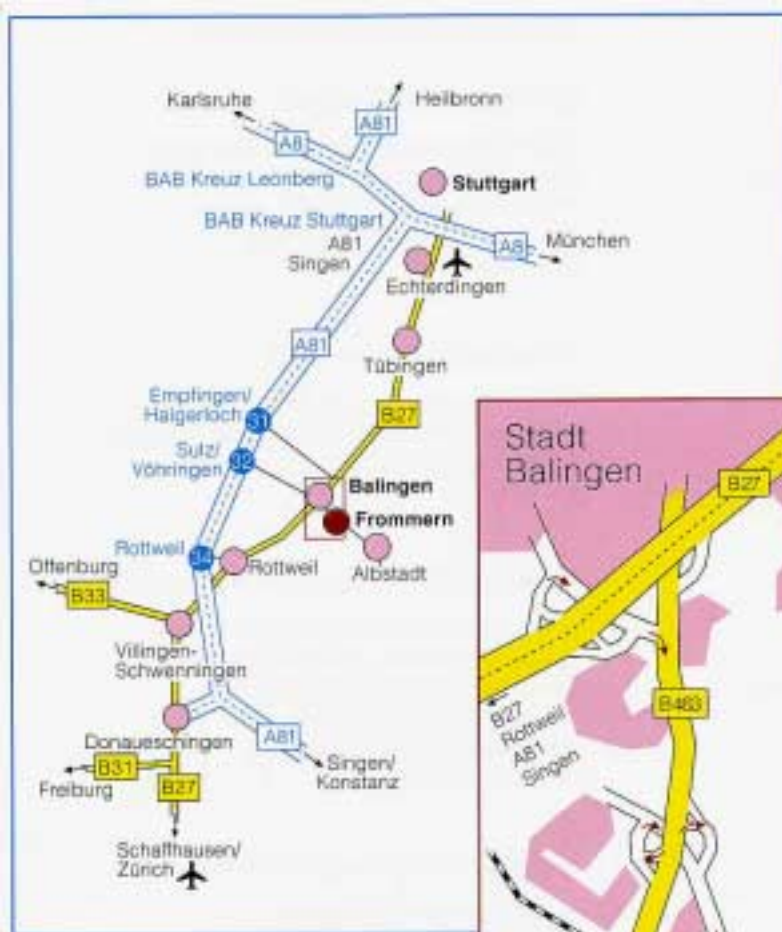 Karlsruhe
Heilbronn
A81
A8
BAB Kreuz Leonberg
Stuttgart
BAB Kreuz Stuttgart
A81
Singen
A8
München
Echterdingen
A81
Tübingen
Empfingen/
Haigerloch
31
B27
Sulz/
Vöhringen
32
Balingen
Frommern
Rottweil
34
Rottweil
Albstadt
Offenburg
B33
Villingen-
Schwenningen
Donaueschingen
A81
B31
Freiburg
B27
Singen/
Konstanz
Schaffhausen/
Zürich
Stadt
Balingen
B27
B463
B27
Rottweil
A81
Singen